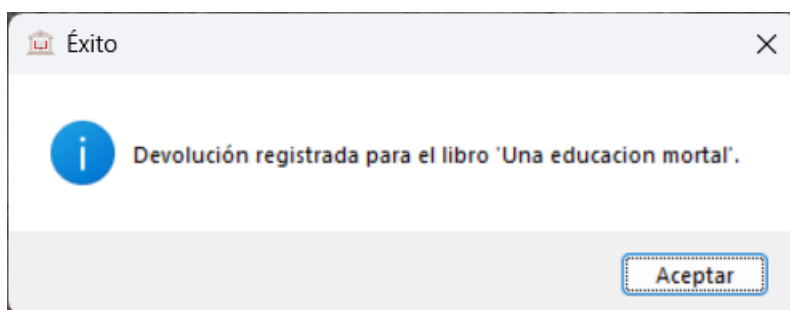 Éxito
Devolución registrada para el libro 'Una educacion mortal'.
Aceptar